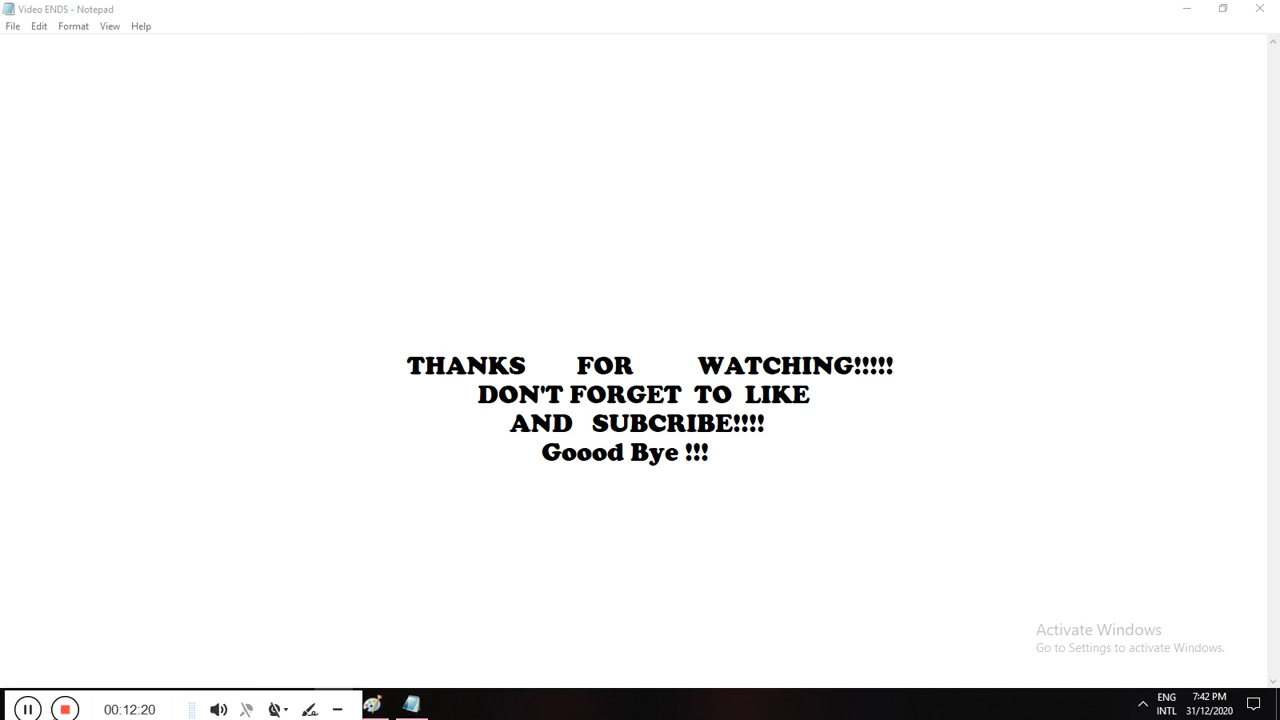 Video ENDS - Notepad
File Edit Format View Help
THANKS FOR WATCHING!!!!!
DON'T FORGET TO LIKE
AND SUBCRIBE!!!!
Goood Bye !!!
Activate Windows
Go to Settings to activate Windows.
00:12:20
ENG
INTL
7:42 PM
31/12/2020